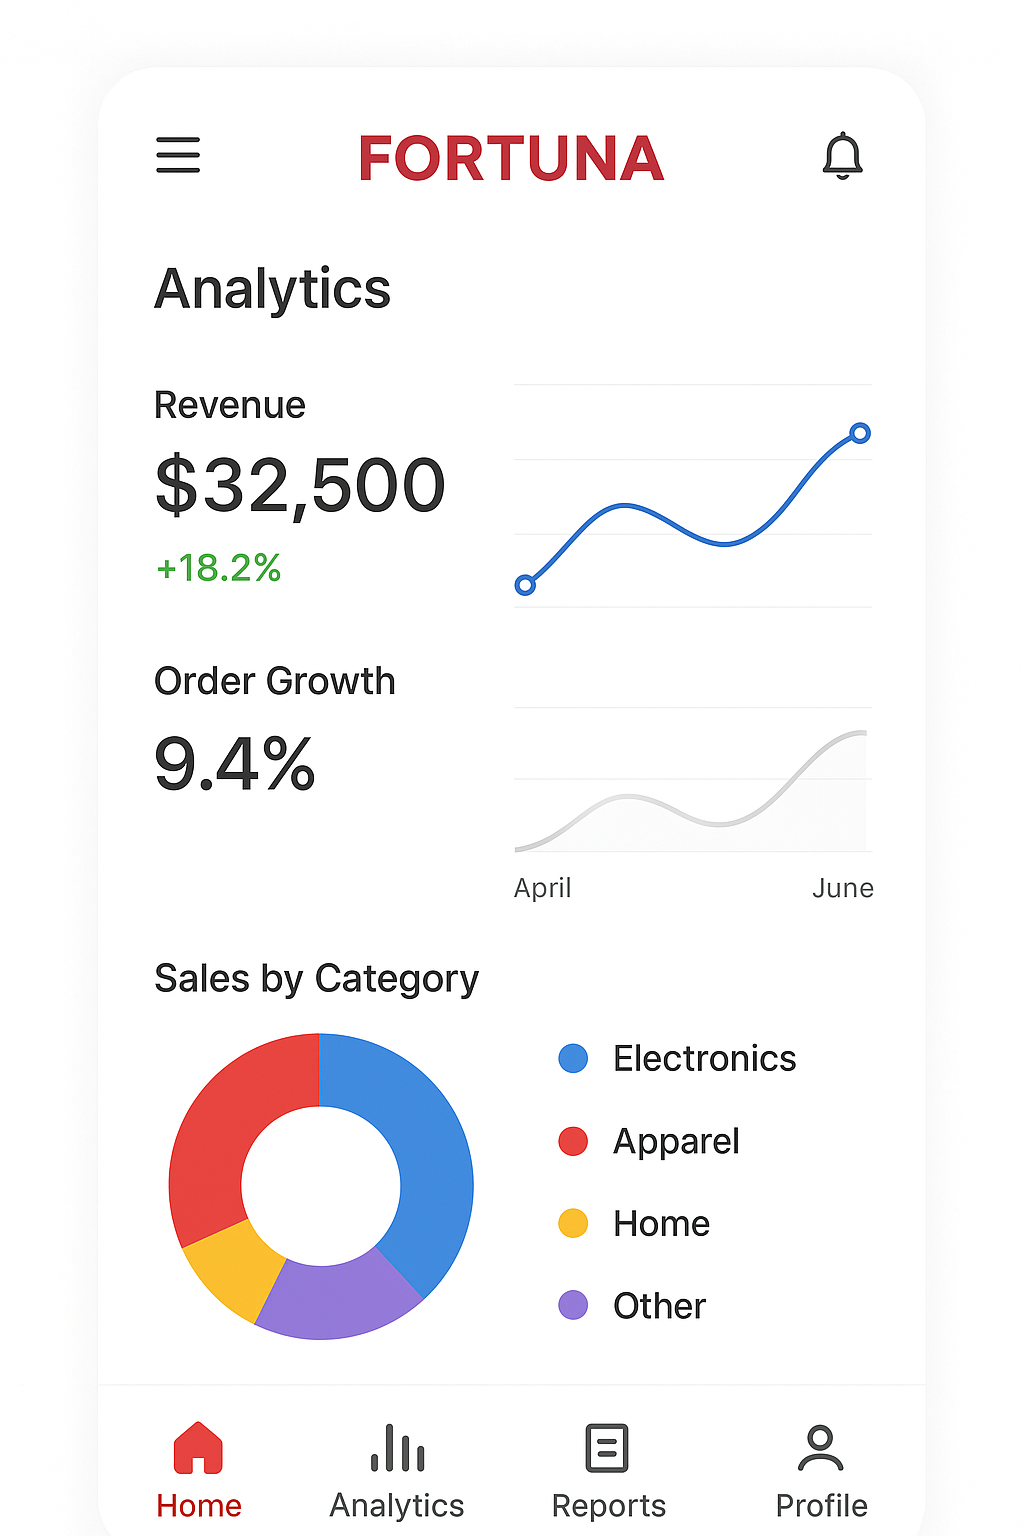 FORTUNA
Analytics
Revenue
$32,500
+18.2%
Order Growth
9.4%
April June
Sales by Category
Electronics
Apparel
Home
Other
Home Analytics Reports Profile